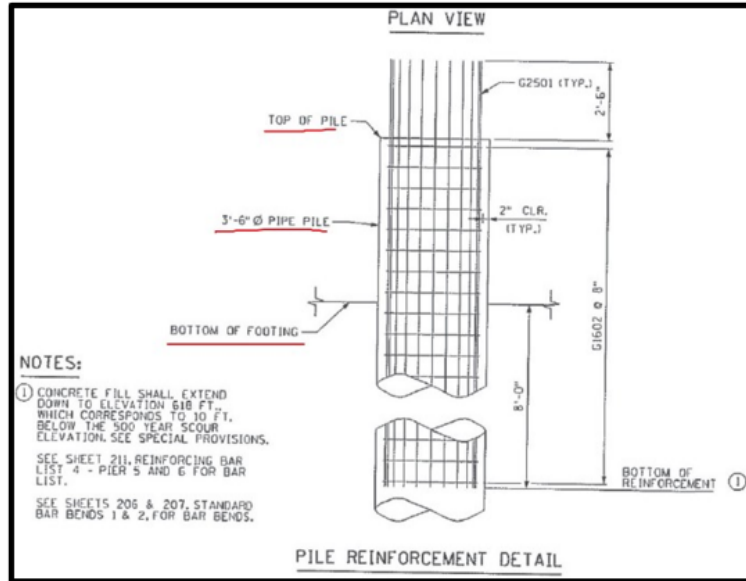 PLAN VIEW
G2501 (TYP.)
2'-6"
TOP OF PILE
3'-6" Ø PIPE PILE
2" CLR.
(TYP.)
G1602 @ 8"
BOTTOM OF FOOTING
8'-0"
NOTES:
① CONCRETE FILL SHALL EXTEND
DOWN TO ELEVATION 618 FT.,
WHICH CORRESPONDS TO 10 FT.
BELOW THE 500 YEAR SCOUR
ELEVATION. SEE SPECIAL PROVISIONS.
SEE SHEET 211, REINFORCING BAR
LIST 4 - PIER 5 AND 6 FOR BAR
LIST.
SEE SHEETS 206 & 207, STANDARD
BAR BENDS 1 & 2, FOR BAR BENDS.
BOTTOM OF
REINFORCEMENT ①
PILE REINFORCEMENT DETAIL